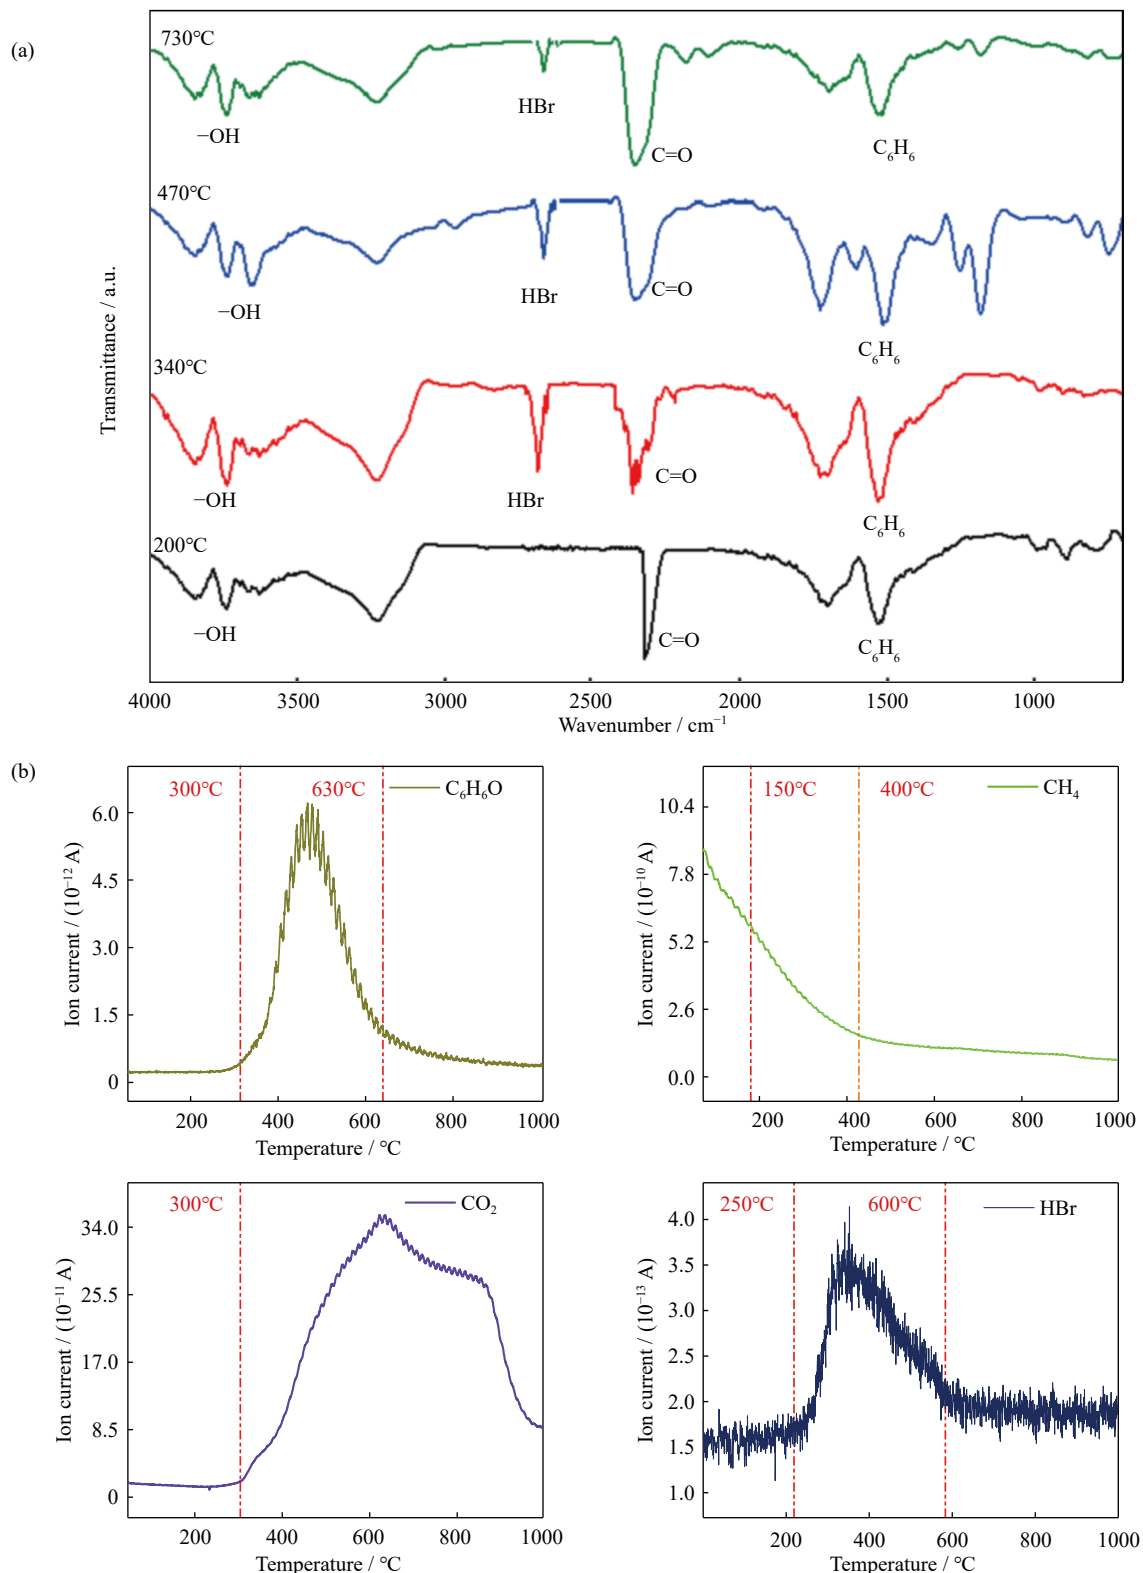 (a)
730℃
−OH
HBr
C=O
C₆H₆
470℃
−OH
HBr
C=O
C₆H₆
340℃
−OH
HBr
C=O
C₆H₆
200℃
−OH
C=O
C₆H₆
Transmittance / a.u.
4000 3500 3000 2500 2000 1500 1000
Wavenumber / cm⁻¹
(b)
300℃ 630℃ C₆H₆O
6.0
4.5
3.0
1.5
0
Ion current / (10⁻¹² A)
200 400 600 800 1000
Temperature / ℃
150℃ 400℃ CH₄
10.4
7.8
5.2
2.6
0.0
Ion current / (10⁻¹⁰ A)
200 400 600 800 1000
Temperature / ℃
300℃ CO₂
34.0
25.5
17.0
8.5
0
Ion current / (10⁻¹¹ A)
200 400 600 800 1000
Temperature / ℃
250℃ 600℃ HBr
4.0
3.5
3.0
2.5
2.0
1.5
1.0
Ion current / (10⁻¹³ A)
200 400 600 800 1000
Temperature / ℃